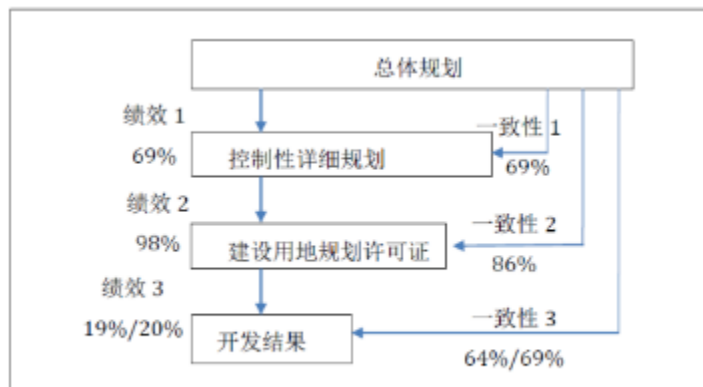 总体规划
绩效 1
69%
一致性 1
69%
控制性详细规划
绩效 2
98%
一致性 2
86%
建设用地规划许可证
绩效 3
19%/20%
一致性 3
64%/69%
开发结果